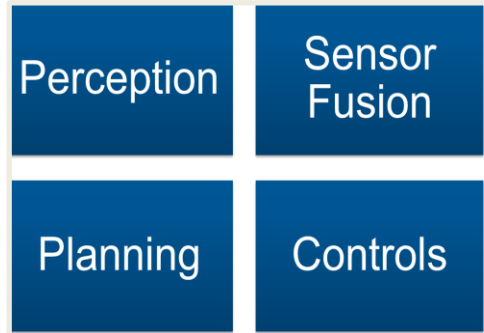 Perception
Sensor
Fusion
Planning
Controls